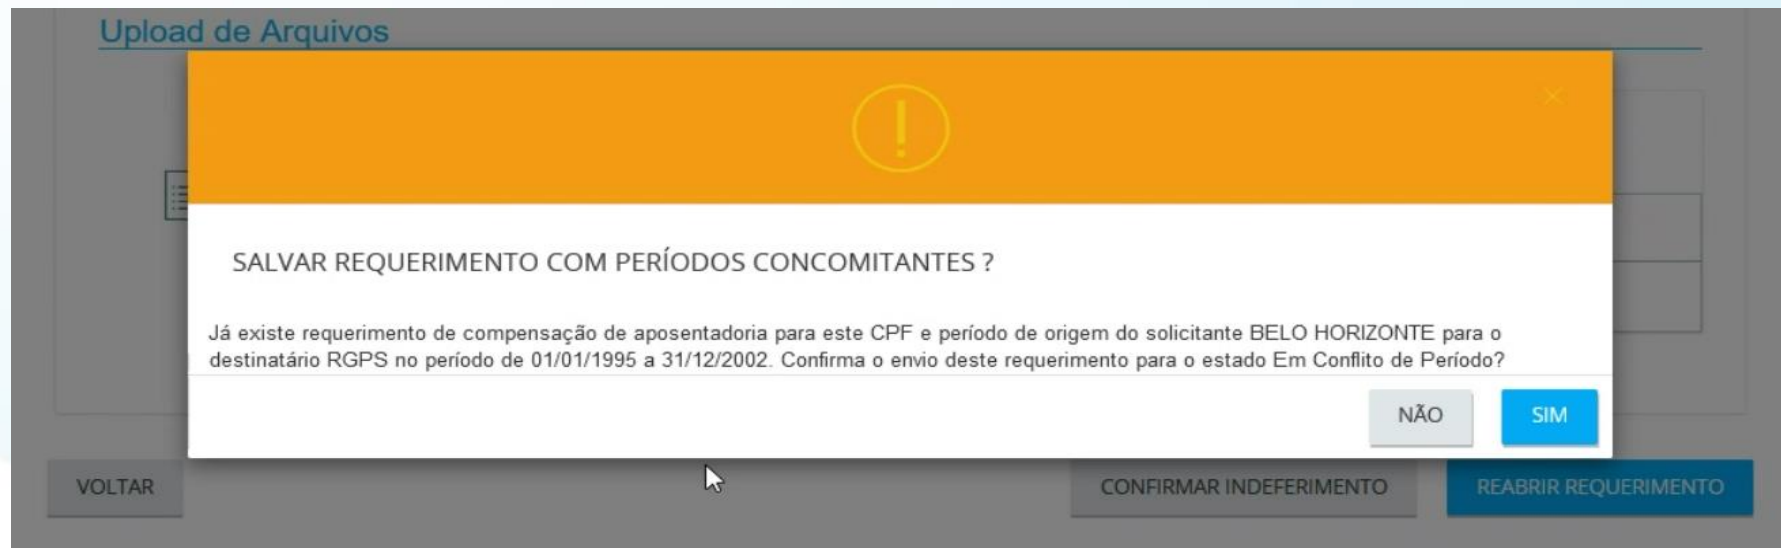 Upload de Arquivos
SALVAR REQUERIMENTO COM PERÍODOS CONCOMITANTES ?
Já existe requerimento de compensação de aposentadoria para este CPF e período de origem do solicitante BELO HORIZONTE para o
destinatário RGPS no período de 01/01/1995 a 31/12/2002. Confirma o envio deste requerimento para o estado Em Conflito de Período?
NÃO SIM
VOLTAR CONFIRMAR INDEFERIMENTO REABRIR REQUERIMENTO